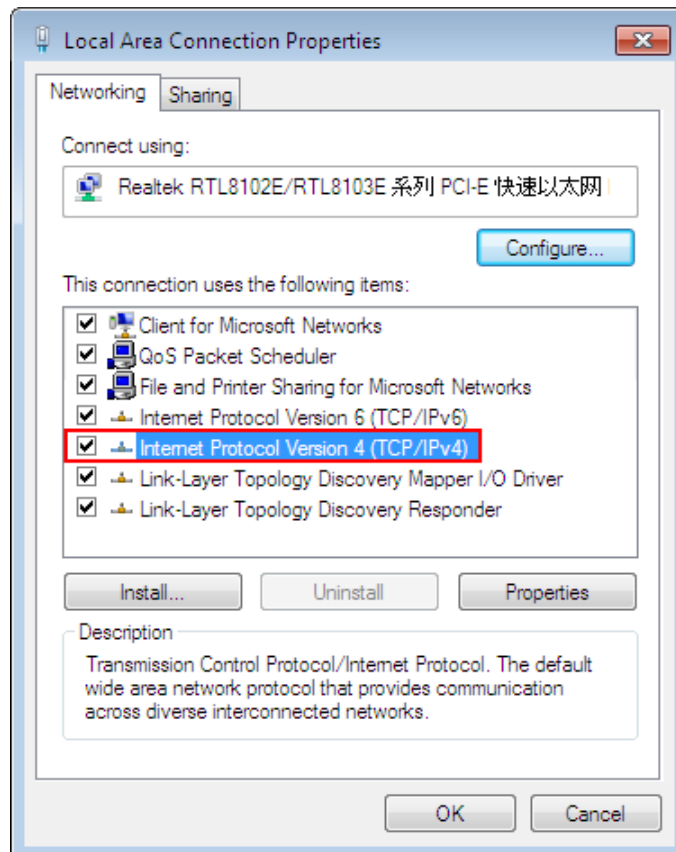 Local Area Connection Properties
Networking
Sharing
Connect using:
Realtek RTL8102E/RTL8103E 系列 PCI-E 快速以太网
Configure...
This connection uses the following items:
Client for Microsoft Networks
QoS Packet Scheduler
File and Printer Sharing for Microsoft Networks
Internet Protocol Version 6 (TCP/IPv6)
Internet Protocol Version 4 (TCP/IPv4)
Link-Layer Topology Discovery Mapper I/O Driver
Link-Layer Topology Discovery Responder
Install...
Uninstall
Properties
Description
Transmission Control Protocol/Internet Protocol. The default
wide area network protocol that provides communication
across diverse interconnected networks.
OK
Cancel